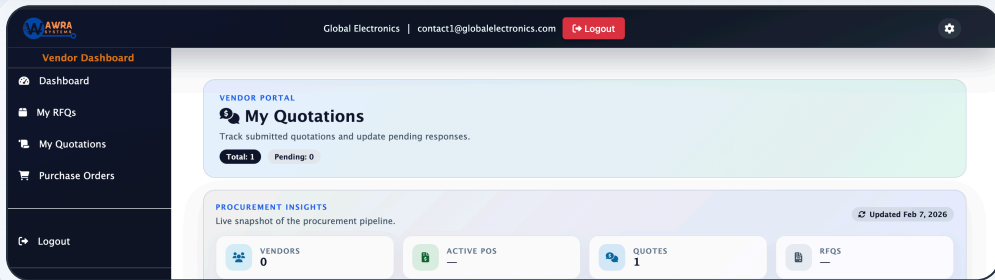 AWRA
SYSTEMS
Global Electronics | contact1@globalelectronics.com Logout
Vendor Dashboard
Dashboard
My RFQs
My Quotations
Purchase Orders
Logout
VENDOR PORTAL
My Quotations
Track submitted quotations and update pending responses.
Total: 1 Pending: 0
PROCUREMENT INSIGHTS
Live snapshot of the procurement pipeline.
Updated Feb 7, 2026
VENDORS
0
ACTIVE POS
—
QUOTES
1
RFQS
—